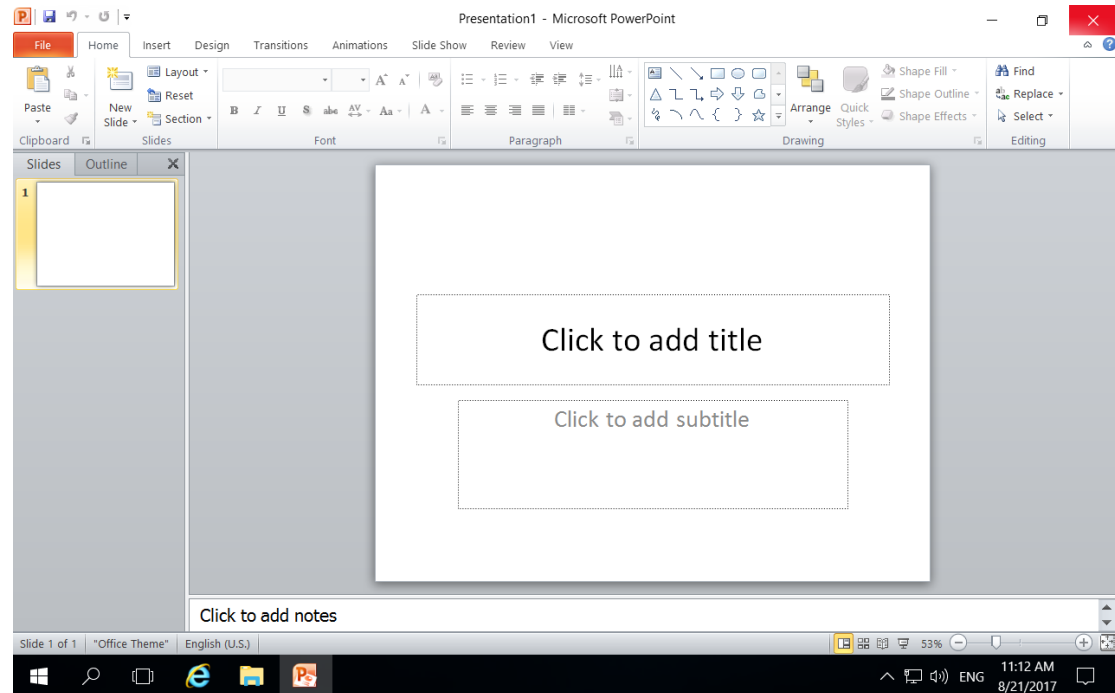 Presentation1 - Microsoft PowerPoint
File Home Insert Design Transitions Animations Slide Show Review View
Paste
Clipboard
New
Slide
Layout
Reset
Section
Slides
B I U S abc AV Aa A
Font
Paragraph
Arrange
Quick
Styles
Shape Fill
Shape Outline
Shape Effects
Drawing
Find
Replace
Select
Editing
Slides Outline
1
Click to add title
Click to add subtitle
Click to add notes
Slide 1 of 1 "Office Theme" English (U.S.) 53%
ENG
11:12 AM
8/21/2017